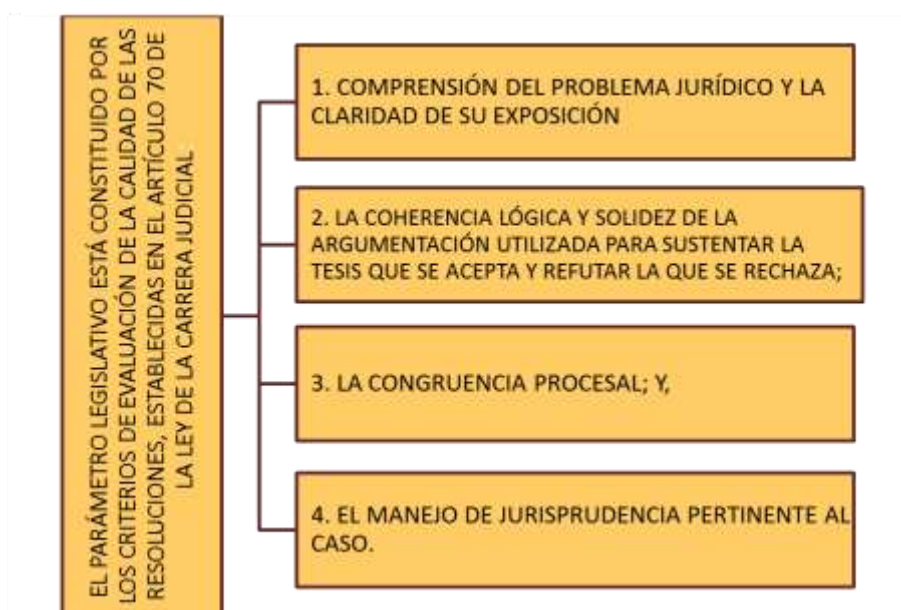 EL PARÁMETRO LEGISLATIVO ESTÁ CONSTITUIDO POR
LOS CRITERIOS DE EVALUACIÓN DE LA CALIDAD DE LAS
RESOLUCIONES, ESTABLECIDAS EN EL ARTÍCULO 70 DE
LA LEY DE LA CARRERA JUDICIAL:
1. COMPRENSIÓN DEL PROBLEMA JURÍDICO Y LA
CLARIDAD DE SU EXPOSICIÓN
2. LA COHERENCIA LÓGICA Y SOLIDEZ DE LA
ARGUMENTACIÓN UTILIZADA PARA SUSTENTAR LA
TESIS QUE SE ACEPTA Y REFUTAR LA QUE SE RECHAZA;
3. LA CONGRUENCIA PROCESAL; Y,
4. EL MANEJO DE JURISPRUDENCIA PERTINENTE AL
CASO.